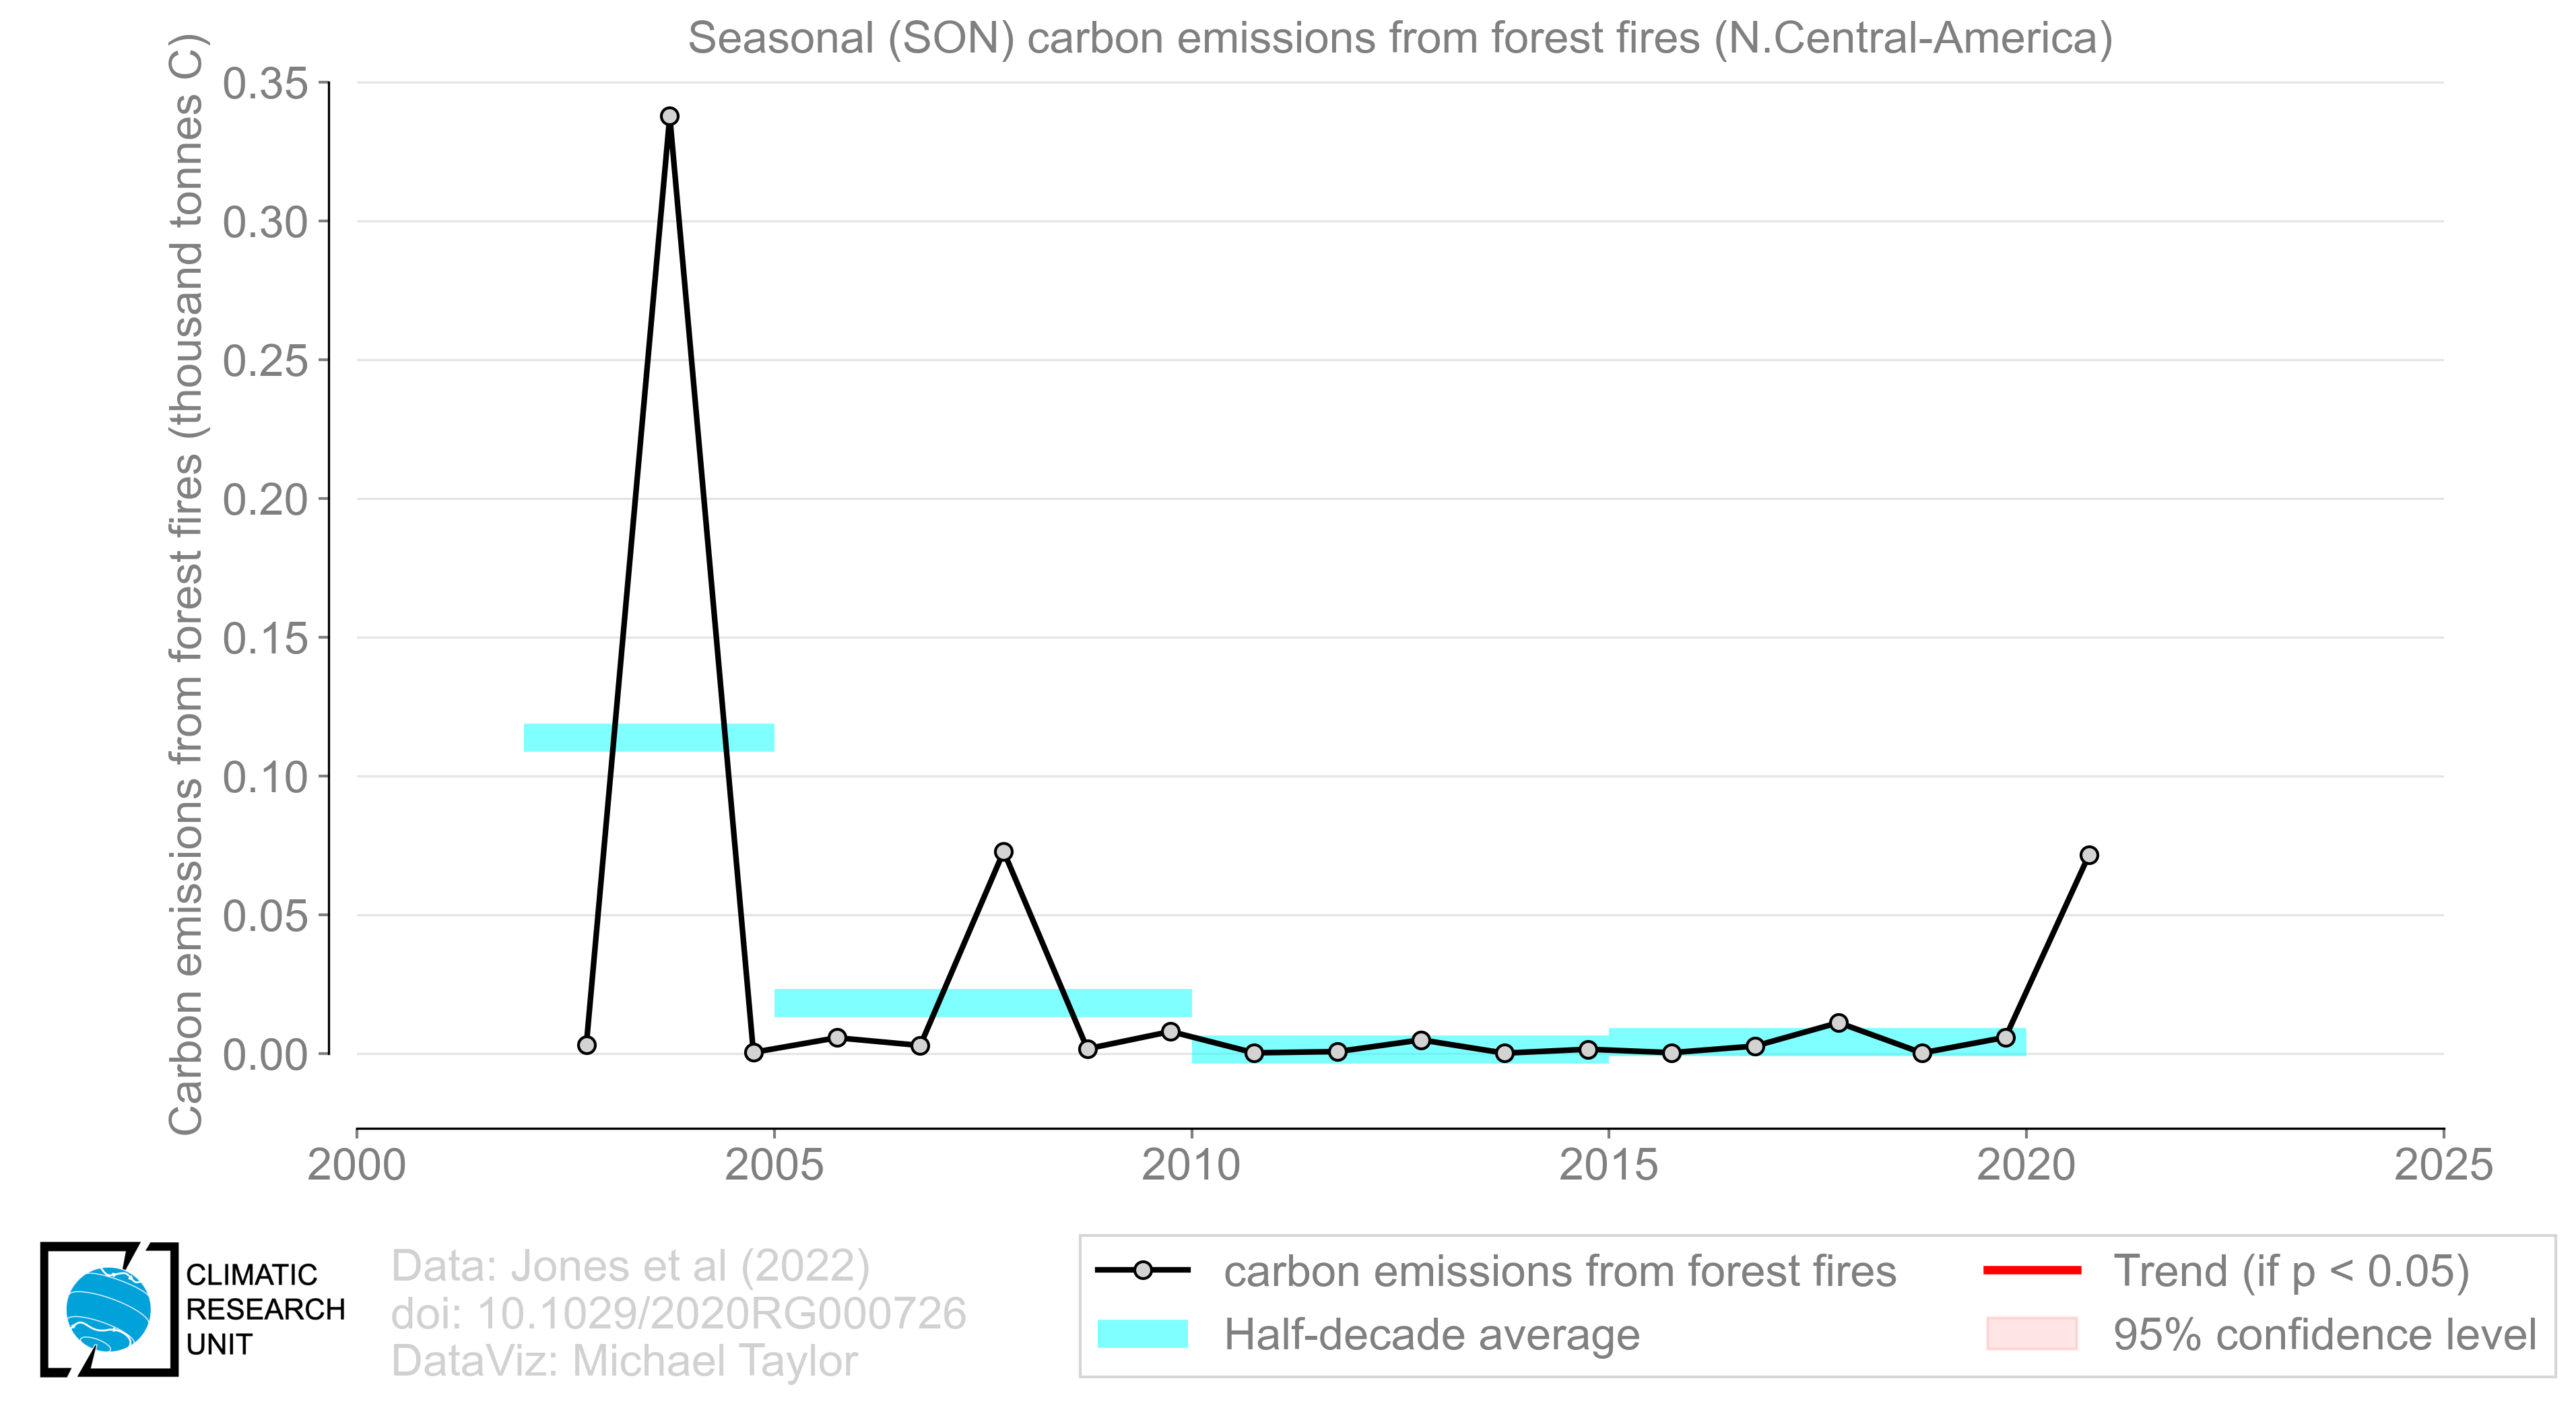 Seasonal (SON) carbon emissions from forest fires (N.Central-America)
Carbon emissions from forest fires (thousand tonnes C)
0.35
0.30
0.25
0.20
0.15
0.10
0.05
0.00
2000
2005
2010
2015
2020
2025
CLIMATIC
RESEARCH
UNIT
Data: Jones et al (2022)
doi: 10.1029/2020RG000726
DataViz: Michael Taylor
carbon emissions from forest fires
Half-decade average
Trend (if p < 0.05)
95% confidence level